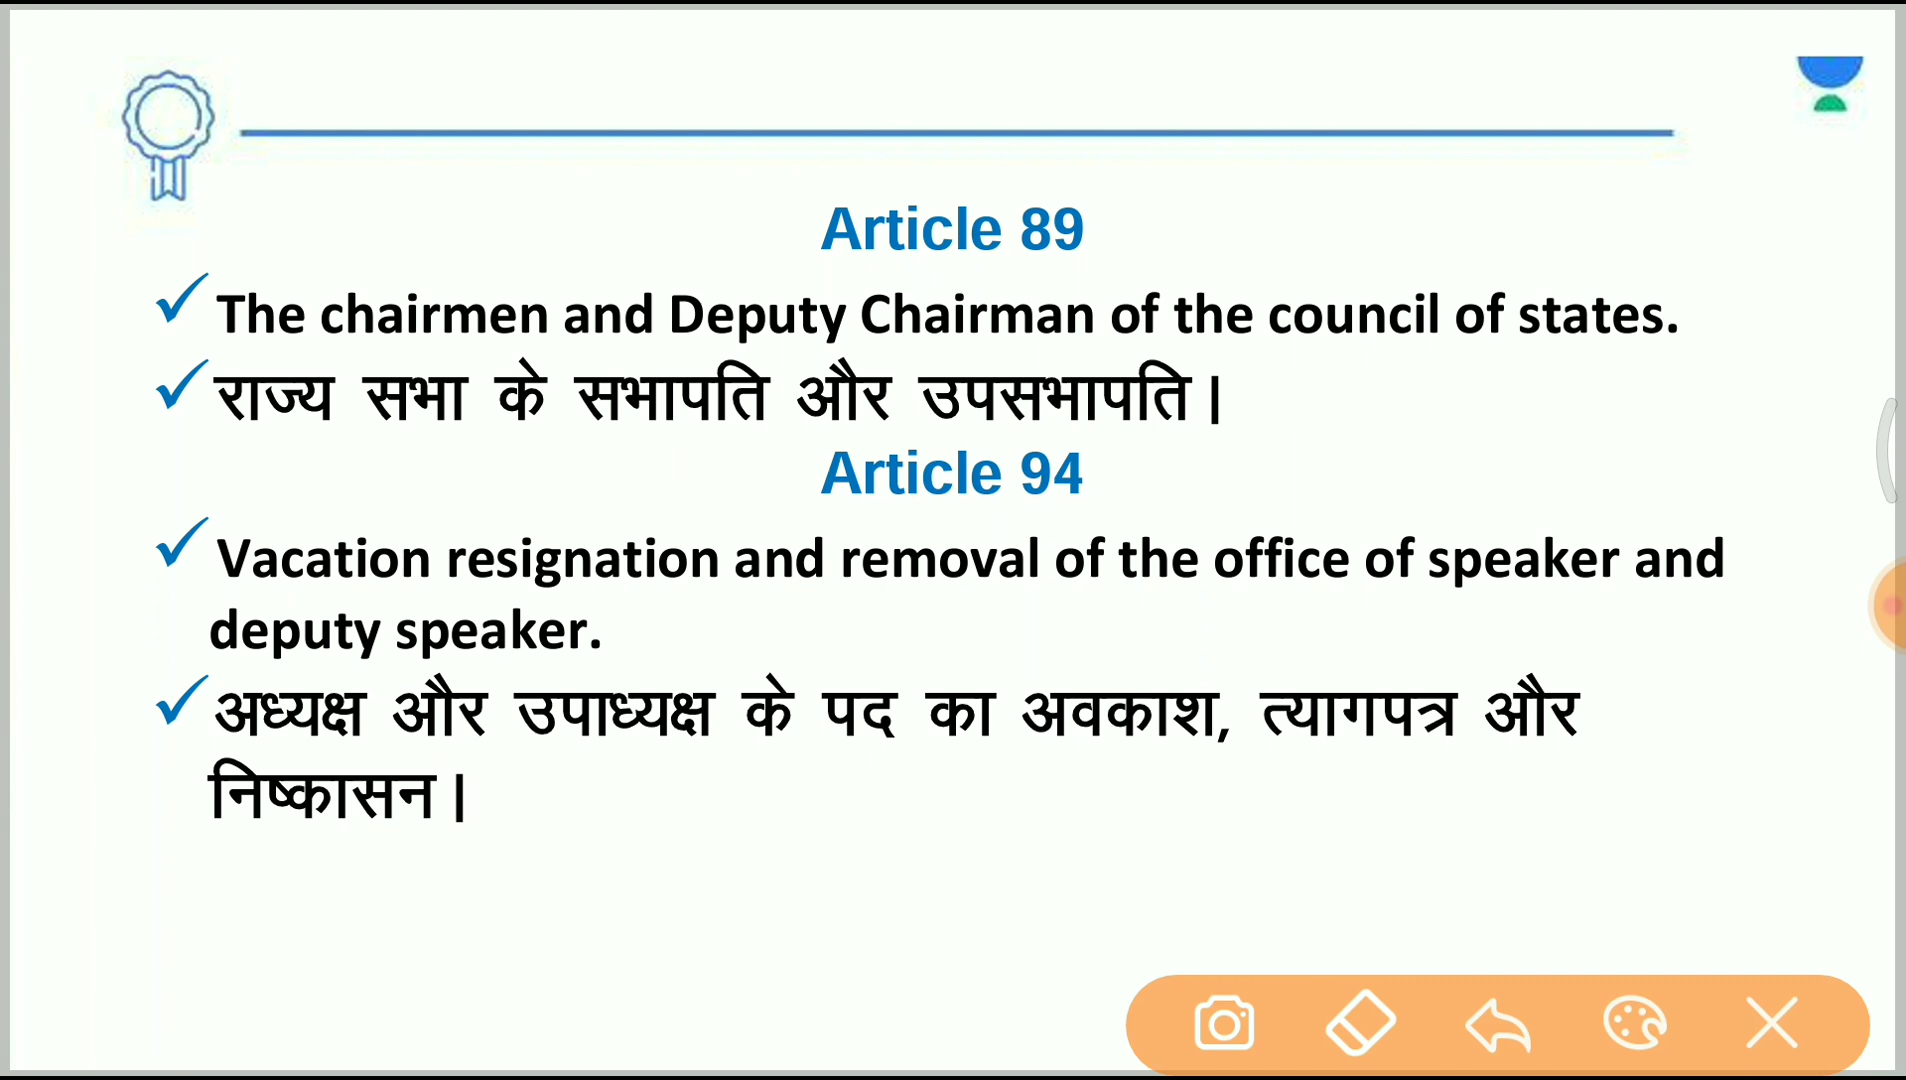 Article 89
The chairmen and Deputy Chairman of the council of states.
राज्य सभा के सभापति और उपसभापति।
Article 94
Vacation resignation and removal of the office of speaker and
deputy speaker.
अध्यक्ष और उपाध्यक्ष के पद का अवकाश, त्यागपत्र और
निष्कासन।